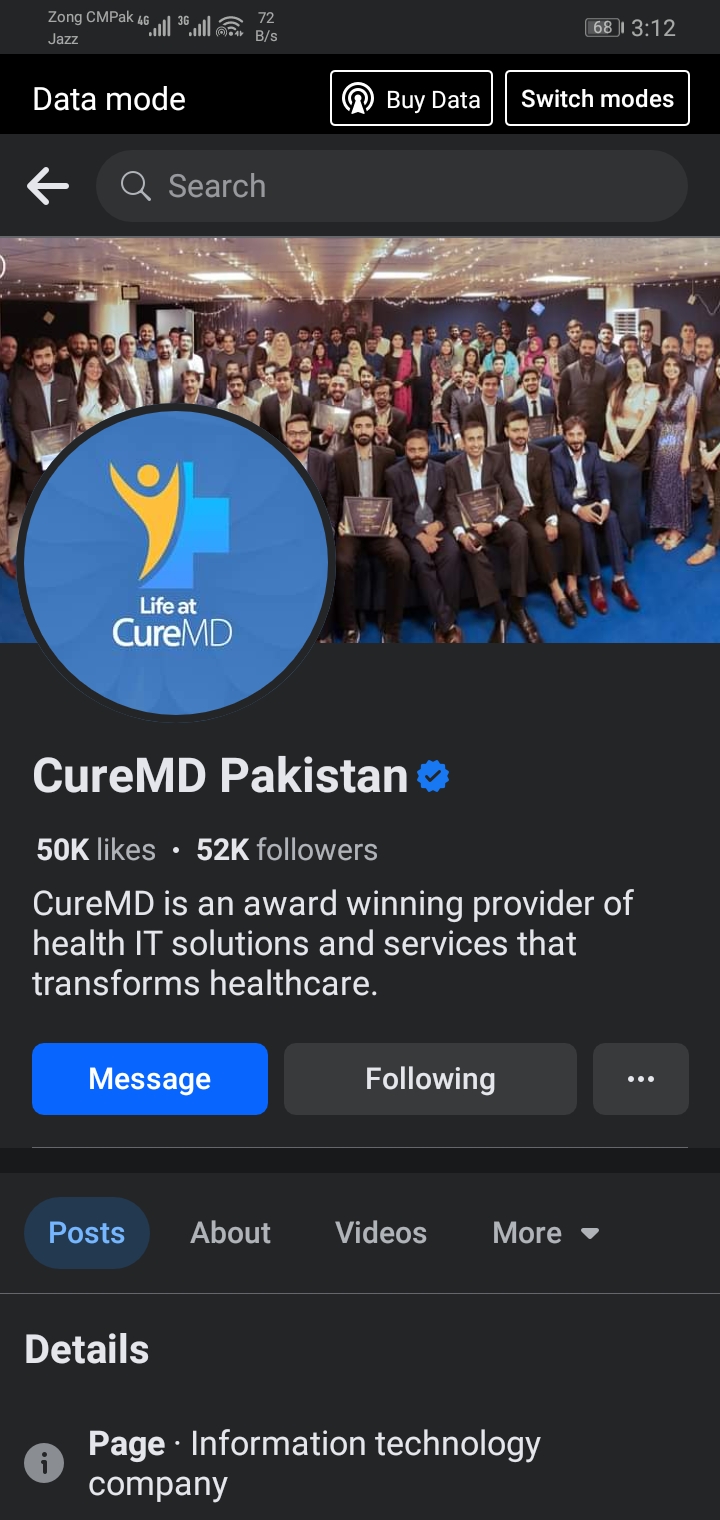 Zong CMPak 4G 3G 72
Jazz B/s 68 3:12
Data mode Buy Data Switch modes
Search
Life at
CureMD
CureMD Pakistan
50K likes • 52K followers
CureMD is an award winning provider of
health IT solutions and services that
transforms healthcare.
Message Following ...
Posts About Videos More
Details
Page · Information technology
company